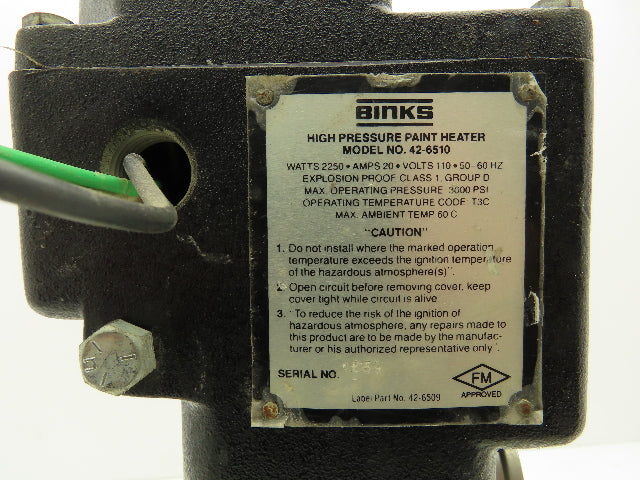 BINKS
HIGH PRESSURE PAINT HEATER
MODEL NO. 42-6510
WATTS 2250 • AMPS 20 • VOLTS 110 • 50-60 HZ
EXPLOSION PROOF CLASS 1, GROUP D
MAX. OPERATING PRESSURE 3000 PSI
OPERATING TEMPERATURE CODE: T3C
MAX. AMBIENT TEMP 60 C
"CAUTION"
1. Do not install where the marked operation
temperature exceeds the ignition temperature
of the hazardous atmosphere(s)".
2. Open circuit before removing cover, keep
cover tight while circuit is alive.
3. "To reduce the risk of the ignition of
hazardous atmosphere, any repairs made to
this product are to be made by the manufac-
turer or his authorized representative only".
SERIAL NO.
FM
APPROVED
Label Part No. 42-6509